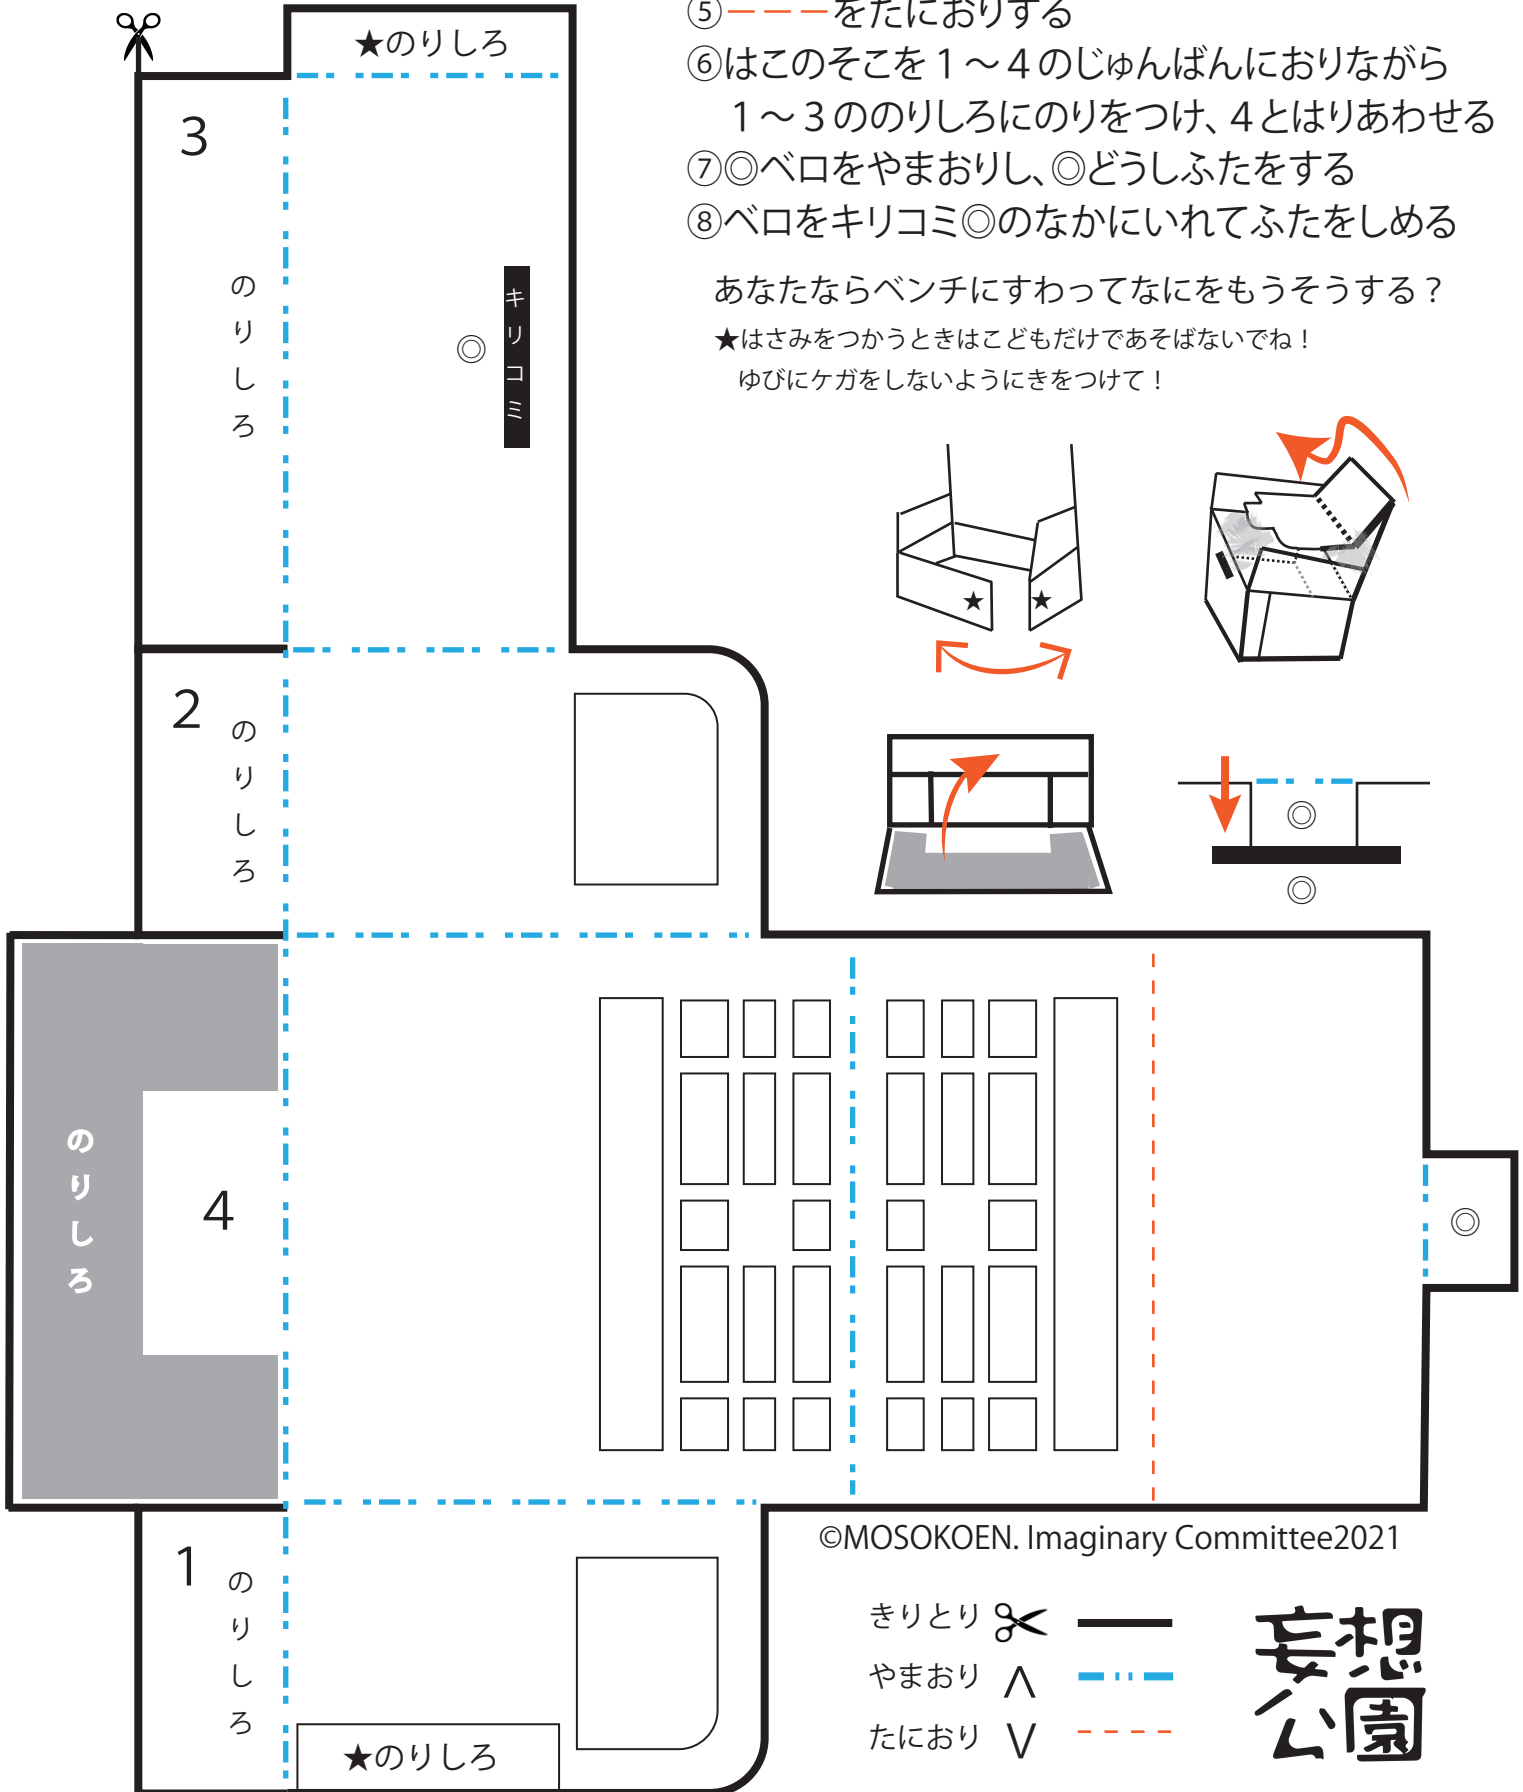 ⑤ーーーをたにおりする
⑥はこのそこを１～４のじゅんばんにおりながら
１～３ののりしろにのりをつけ、４とはりあわせる
⑦◎ベロをやまおりし、◎どうしふたをする
⑧ベロをキリコミ◎のなかにいれてふたをしめる
あなたならベンチにすわってなにをもうそうする？
★はさみをつかうときはこどもだけであそばないでね！
ゆびにケガをしないようにきをつけて！
★のりしろ
3
のりしろ
◎
キリコミ
★
★
2
のりしろ
◎
◎
のりしろ
4
◎
1
のりしろ
★のりしろ
©MOSOKOEN. Imaginary Committee2021
きりとり
やまおり
たにおり
妄想
公園